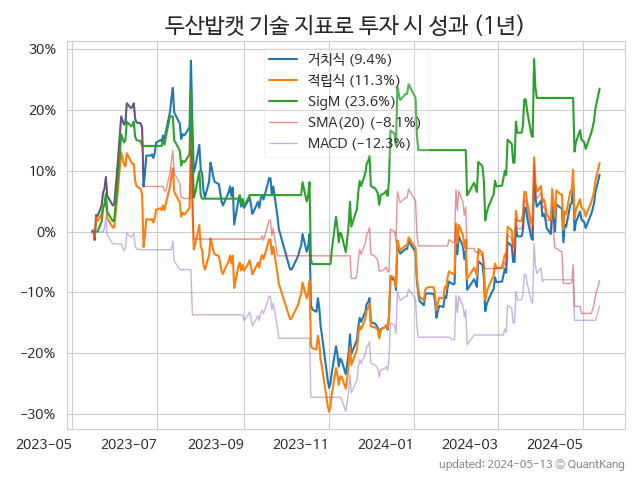 두산밥캣 기술 지표로 투자 시 성과 (1년)
거치식 (9.4%)
적립식 (11.3%)
SigM (23.6%)
SMA(20) (−8.1%)
MACD (−12.3%)
30%
20%
10%
0%
−10%
−20%
−30%
2023-05 2023-07 2023-09 2023-11 2024-01 2024-03 2024-05
updated: 2024-05-13 ⓒ QuantKang